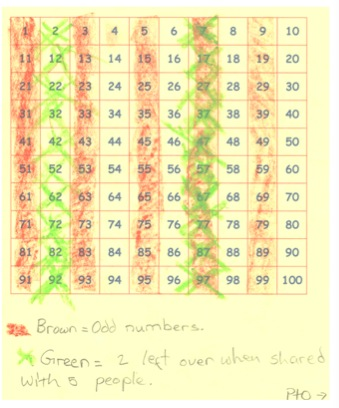 1 2 3 4 5 6 7 8 9 10
11 12 13 14 15 16 17 18 19 20
21 22 23 24 25 26 27 28 29 30
31 32 33 34 35 36 37 38 39 40
41 42 43 44 45 46 47 48 49 50
51 52 53 54 55 56 57 58 59 60
61 62 63 64 65 66 67 68 69 70
71 72 73 74 75 76 77 78 79 80
81 82 83 84 85 86 87 88 89 90
91 92 93 94 95 96 97 98 99 100
Brown = Odd numbers.
Green = 2 left over when shared
with 5 people.
PTO →